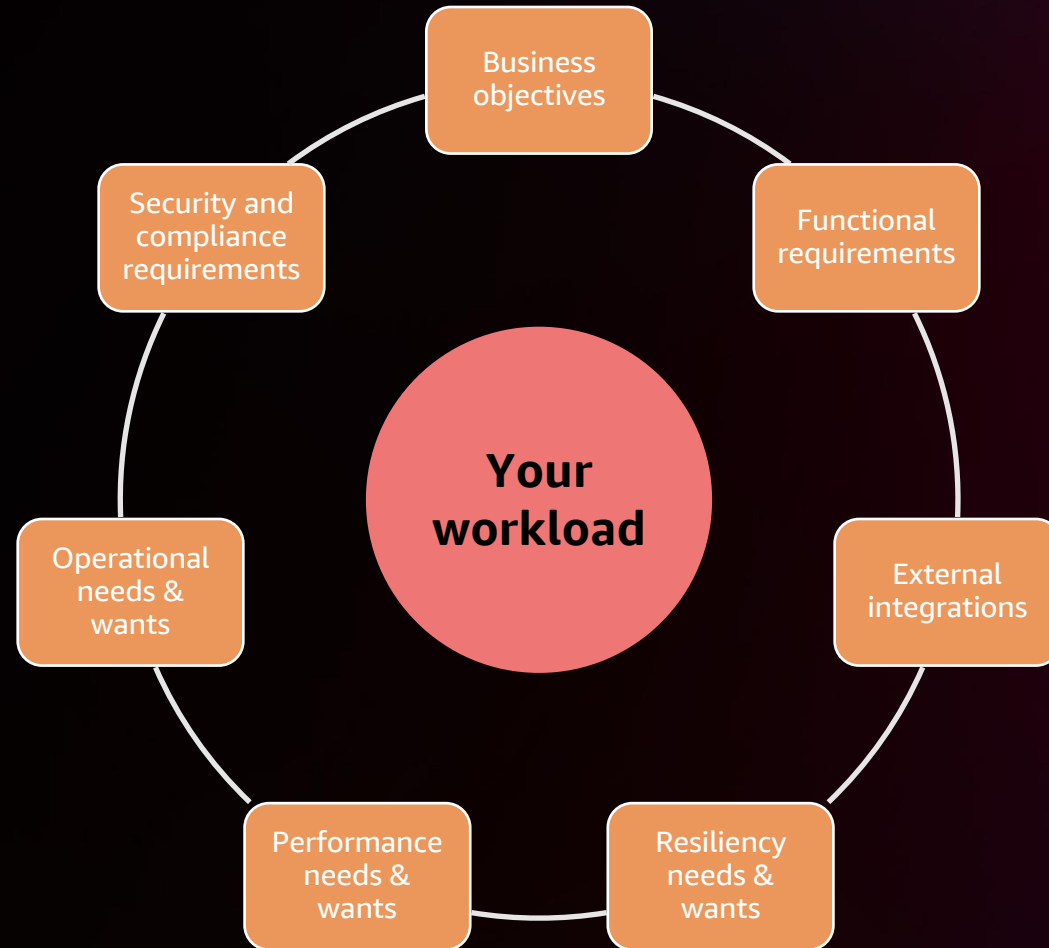 Business
objectives
Functional
requirements
External
integrations
Resiliency
needs &
wants
Performance
needs &
wants
Operational
needs &
wants
Security and
compliance
requirements
Your
workload